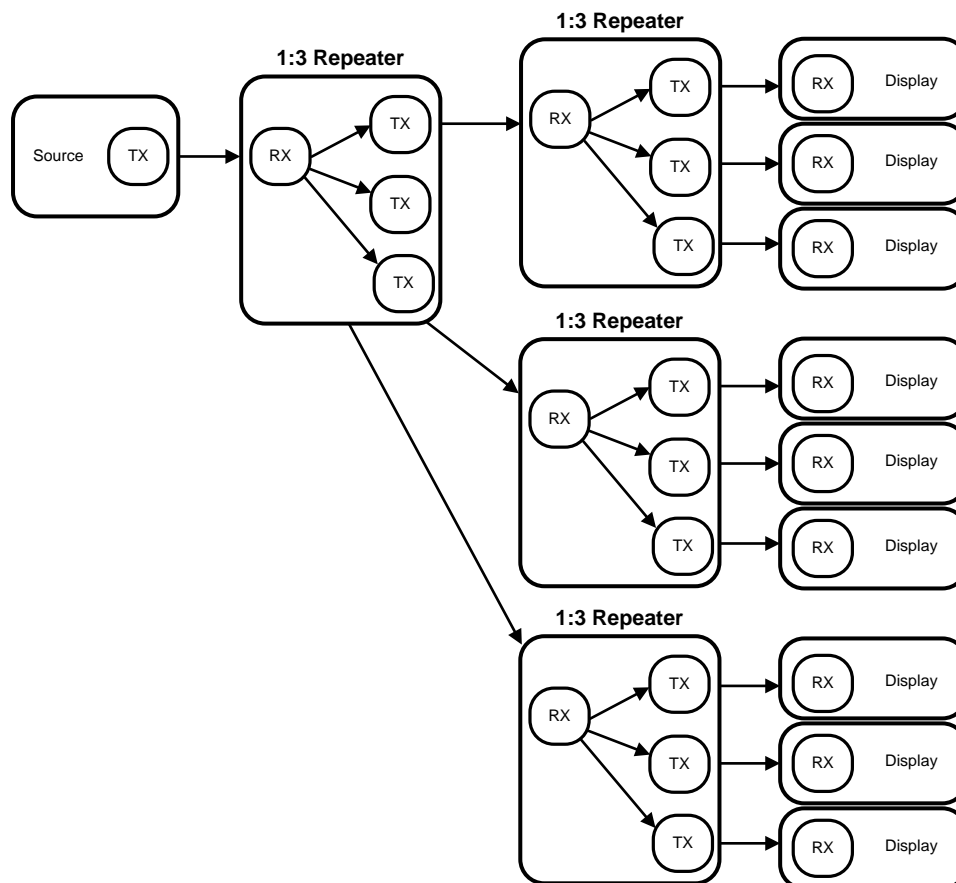 1:3 Repeater
1:3 Repeater
Source
TX
RX
TX
TX
TX
RX
TX
TX
TX
RX
Display
RX
Display
RX
Display
1:3 Repeater
RX
TX
TX
TX
RX
Display
RX
Display
RX
Display
1:3 Repeater
RX
TX
TX
TX
RX
Display
RX
Display
RX
Display